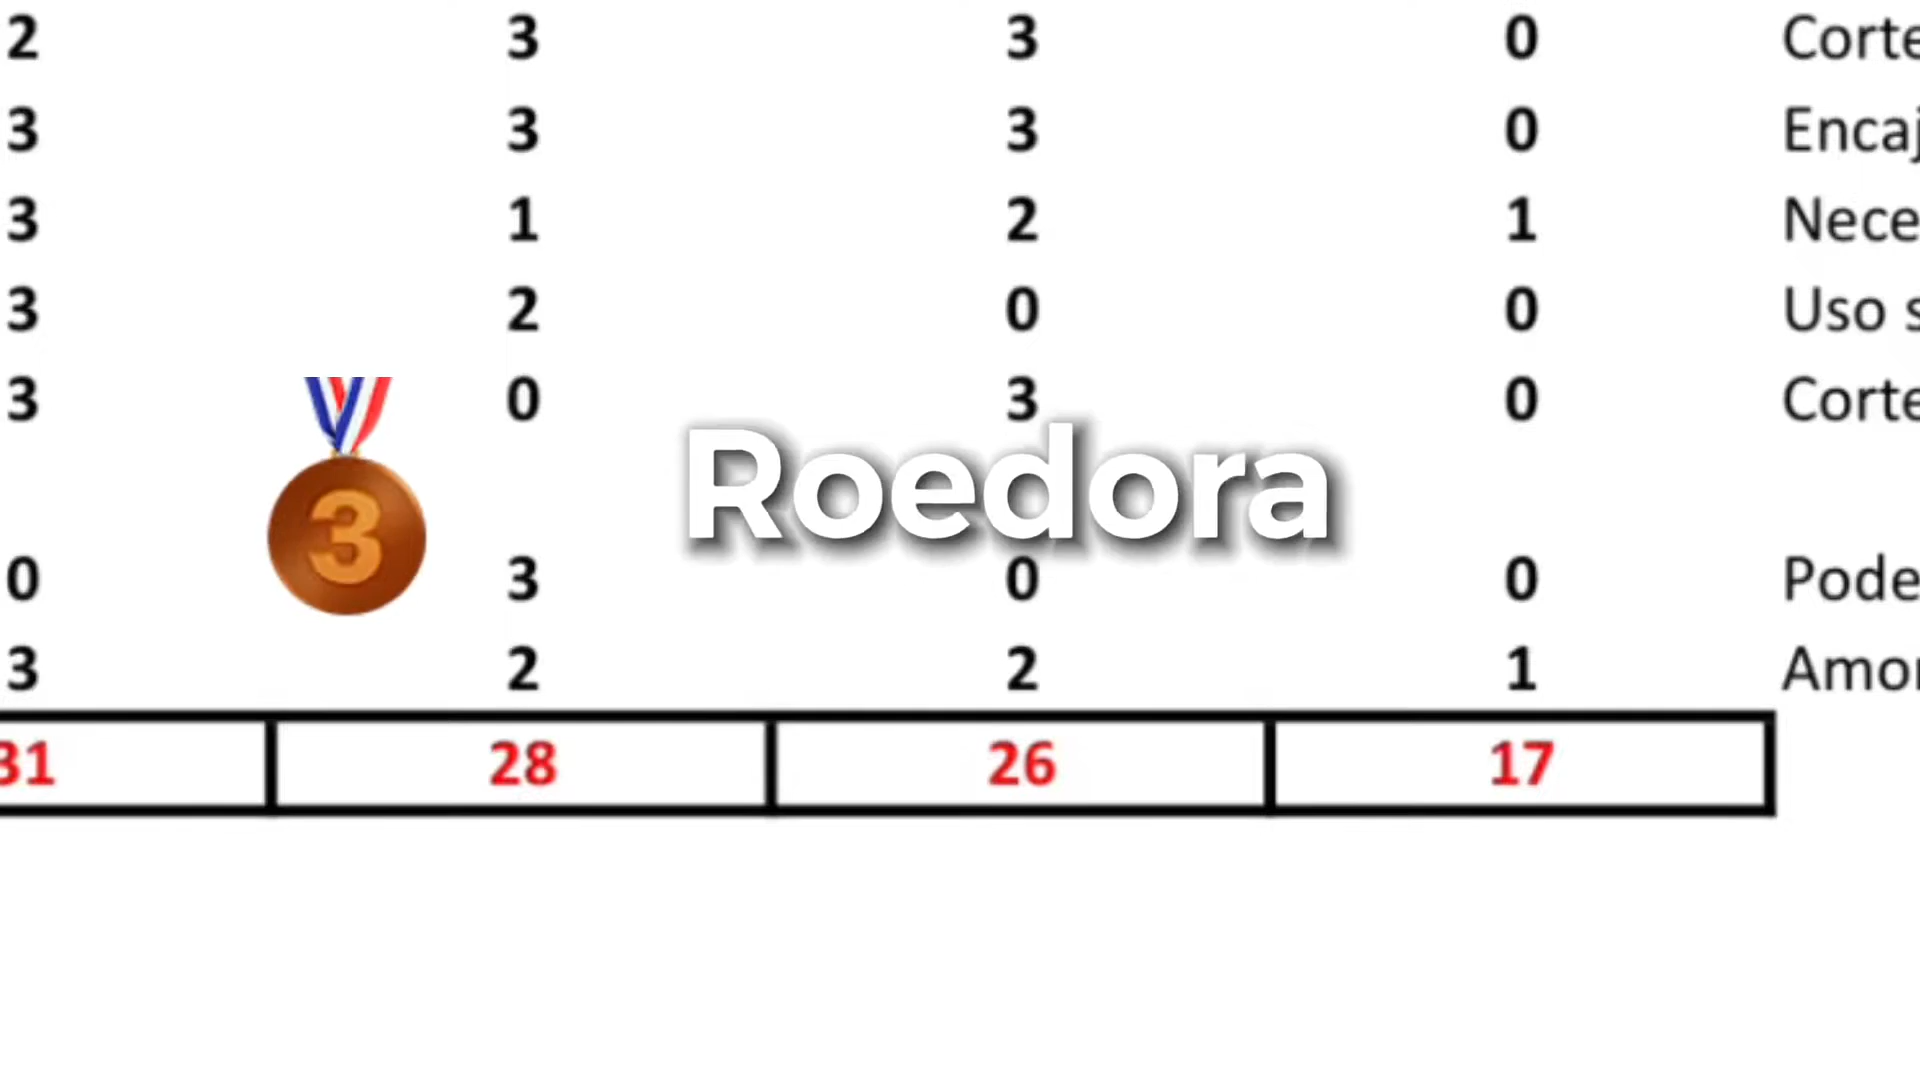 2 3 3 0 Corte
3 3 3 0 Encaj
3 1 2 1 Nece
3 2 0 0 Uso s
3 0 3 0 Corte
3 Roedora
0 3 0 0 Pode
3 2 2 1 Amor
31 28 26 17